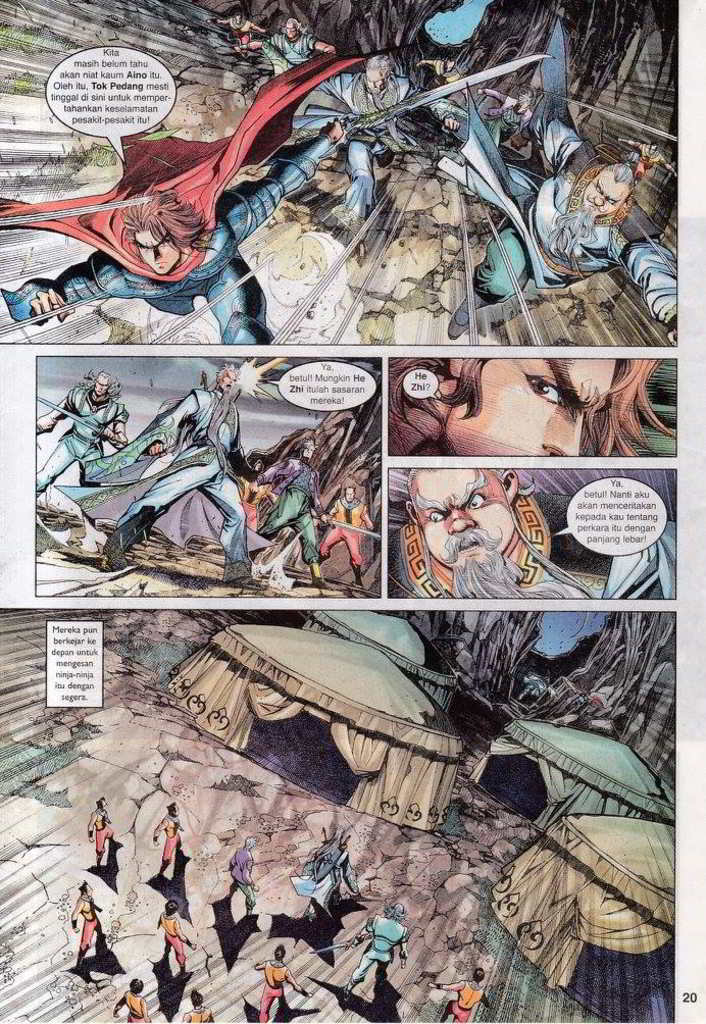 Kita
masih belum tahu
akan niat kaum Aino itu.
Oleh itu, Tok Pedang mesti
tinggal di sini untuk memper-
tahankan keselamatan
pesakit-pesakit itu!
Ya,
betul! Mungkin He
Zhi itulah sasaran
mereka!
He
Zhi?
Ya,
betul! Nanti aku
akan menceritakan
kepada kau tentang
perkara itu dengan
panjang lebar!
Mereka pun
berkejar ke
depan untuk
mengesan
ninja-ninja
itu dengan
segera.
20